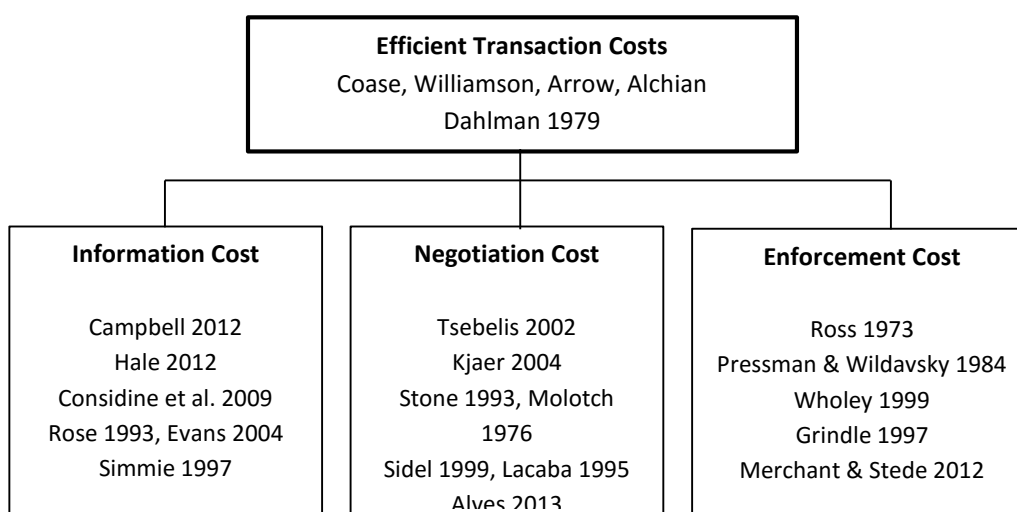 Efficient Transaction Costs
Coase, Williamson, Arrow, Alchian
Dahlman 1979
Information Cost
Campbell 2012
Hale 2012
Considine et al. 2009
Rose 1993, Evans 2004
Simmie 1997
Negotiation Cost
Tsebelis 2002
Kjaer 2004
Stone 1993, Molotch
1976
Sidel 1999, Lacaba 1995
Alves 2013
Enforcement Cost
Ross 1973
Pressman & Wildavsky 1984
Wholey 1999
Grindle 1997
Merchant & Stede 2012